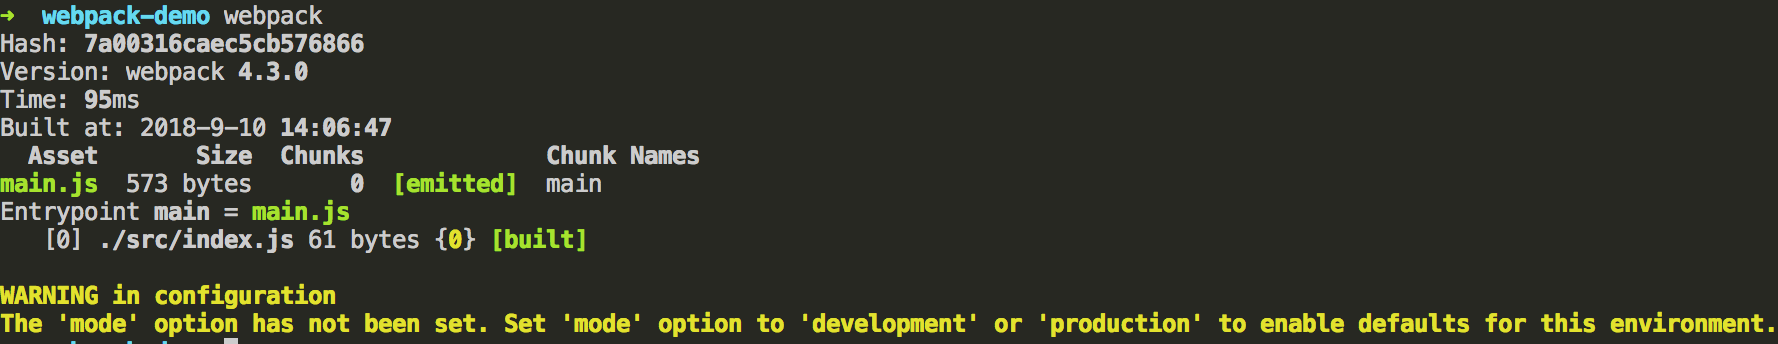 ➜  webpack-demo webpack
Hash: 7a00316caec5cb576866
Version: webpack 4.3.0
Time: 95ms
Built at: 2018-9-10 14:06:47
  Asset       Size  Chunks             Chunk Names
main.js  573 bytes       0  [emitted]  main
Entrypoint main = main.js
   [0] ./src/index.js 61 bytes {0} [built]
WARNING in configuration
The 'mode' option has not been set. Set 'mode' option to 'development' or 'production' to enable defaults for this environment.